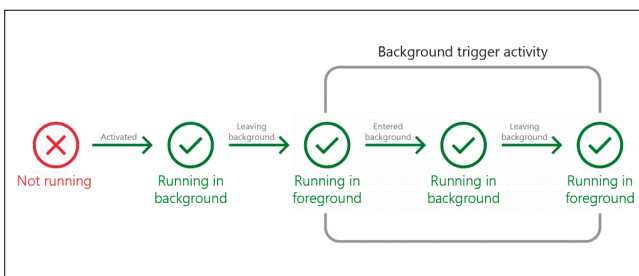 Background trigger activity
Activated
Leaving
background
Entered
background
Leaving
background
Not running
Running in
background
Running in
foreground
Running in
background
Running in
foreground